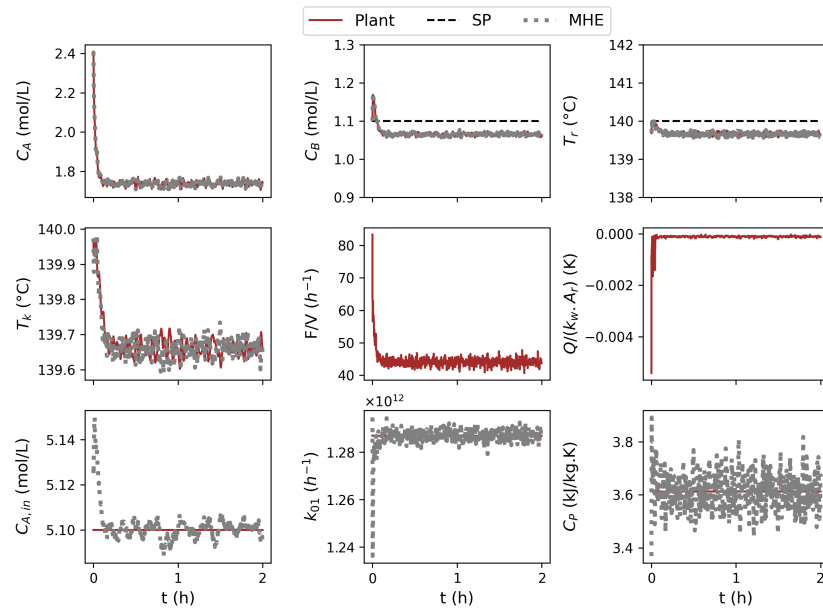 Plant SP MHE
2.4
2.2
2.0
1.8
C_A (mol/L)
1.3
1.2
1.1
1.0
0.9
C_B (mol/L)
142
141
140
139
138
T_r (°C)
140.0
139.9
139.8
139.7
139.6
T_k (°C)
80
70
60
50
40
F/V (h⁻¹)
0.000
−0.002
−0.004
Q/(k_w. A_r) (K)
5.14
5.12
5.10
C_{A,in} (mol/L)
0 1 2
t (h)
×10¹²
1.28
1.26
1.24
k₀₁ (h⁻¹)
0 1 2
t (h)
3.8
3.6
3.4
C_P (kJ/kg.K)
0 1 2
t (h)